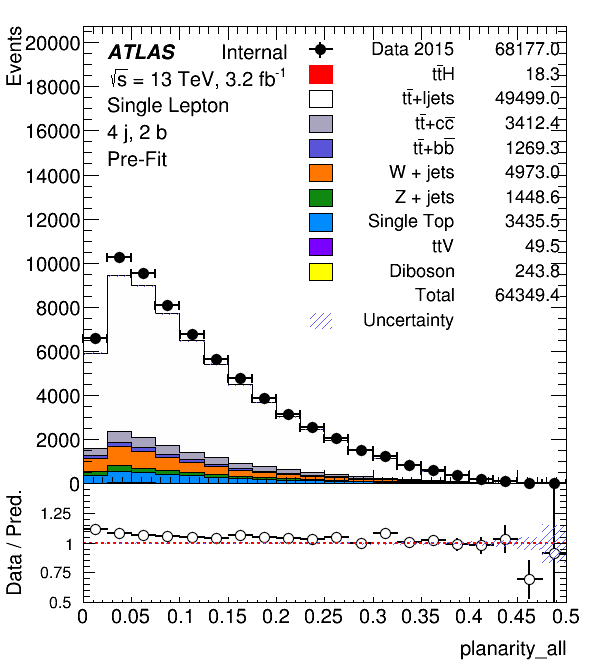 Events
20000
18000
16000
14000
12000
10000
8000
6000
4000
2000
0
ATLAS Internal
√s = 13 TeV, 3.2 fb⁻¹
Single Lepton
4 j, 2 b
Pre-Fit
Data 2015 68177.0
tt̅H 18.3
tt̅+ljets 49499.0
tt̅+cc̅ 3412.4
tt̅+bb̅ 1269.3
W + jets 4973.0
Z + jets 1448.6
Single Top 3435.5
ttV 49.5
Diboson 243.8
Total 64349.4
Uncertainty
Data / Pred.
1.25
1
0.75
0.5
0 0.05 0.1 0.15 0.2 0.25 0.3 0.35 0.4 0.45 0.5
planarity_all